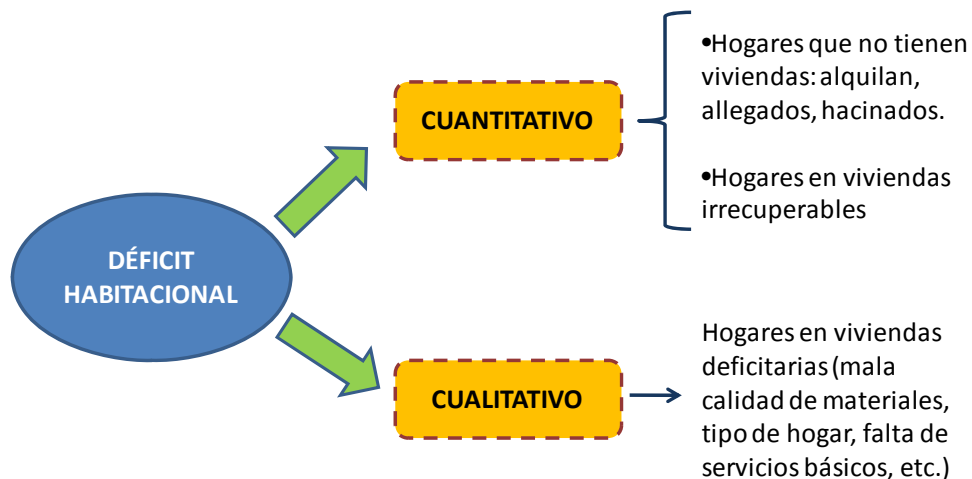 •Hogares que no tienen
viviendas: alquilan,
allegados, hacinados.
CUANTITATIVO
•Hogares en viviendas
irrecuperables
DÉFICIT
HABITACIONAL
Hogares en viviendas
deficitarias (mala
calidad de materiales,
tipo de hogar, falta de
servicios básicos, etc.)
CUALITATIVO